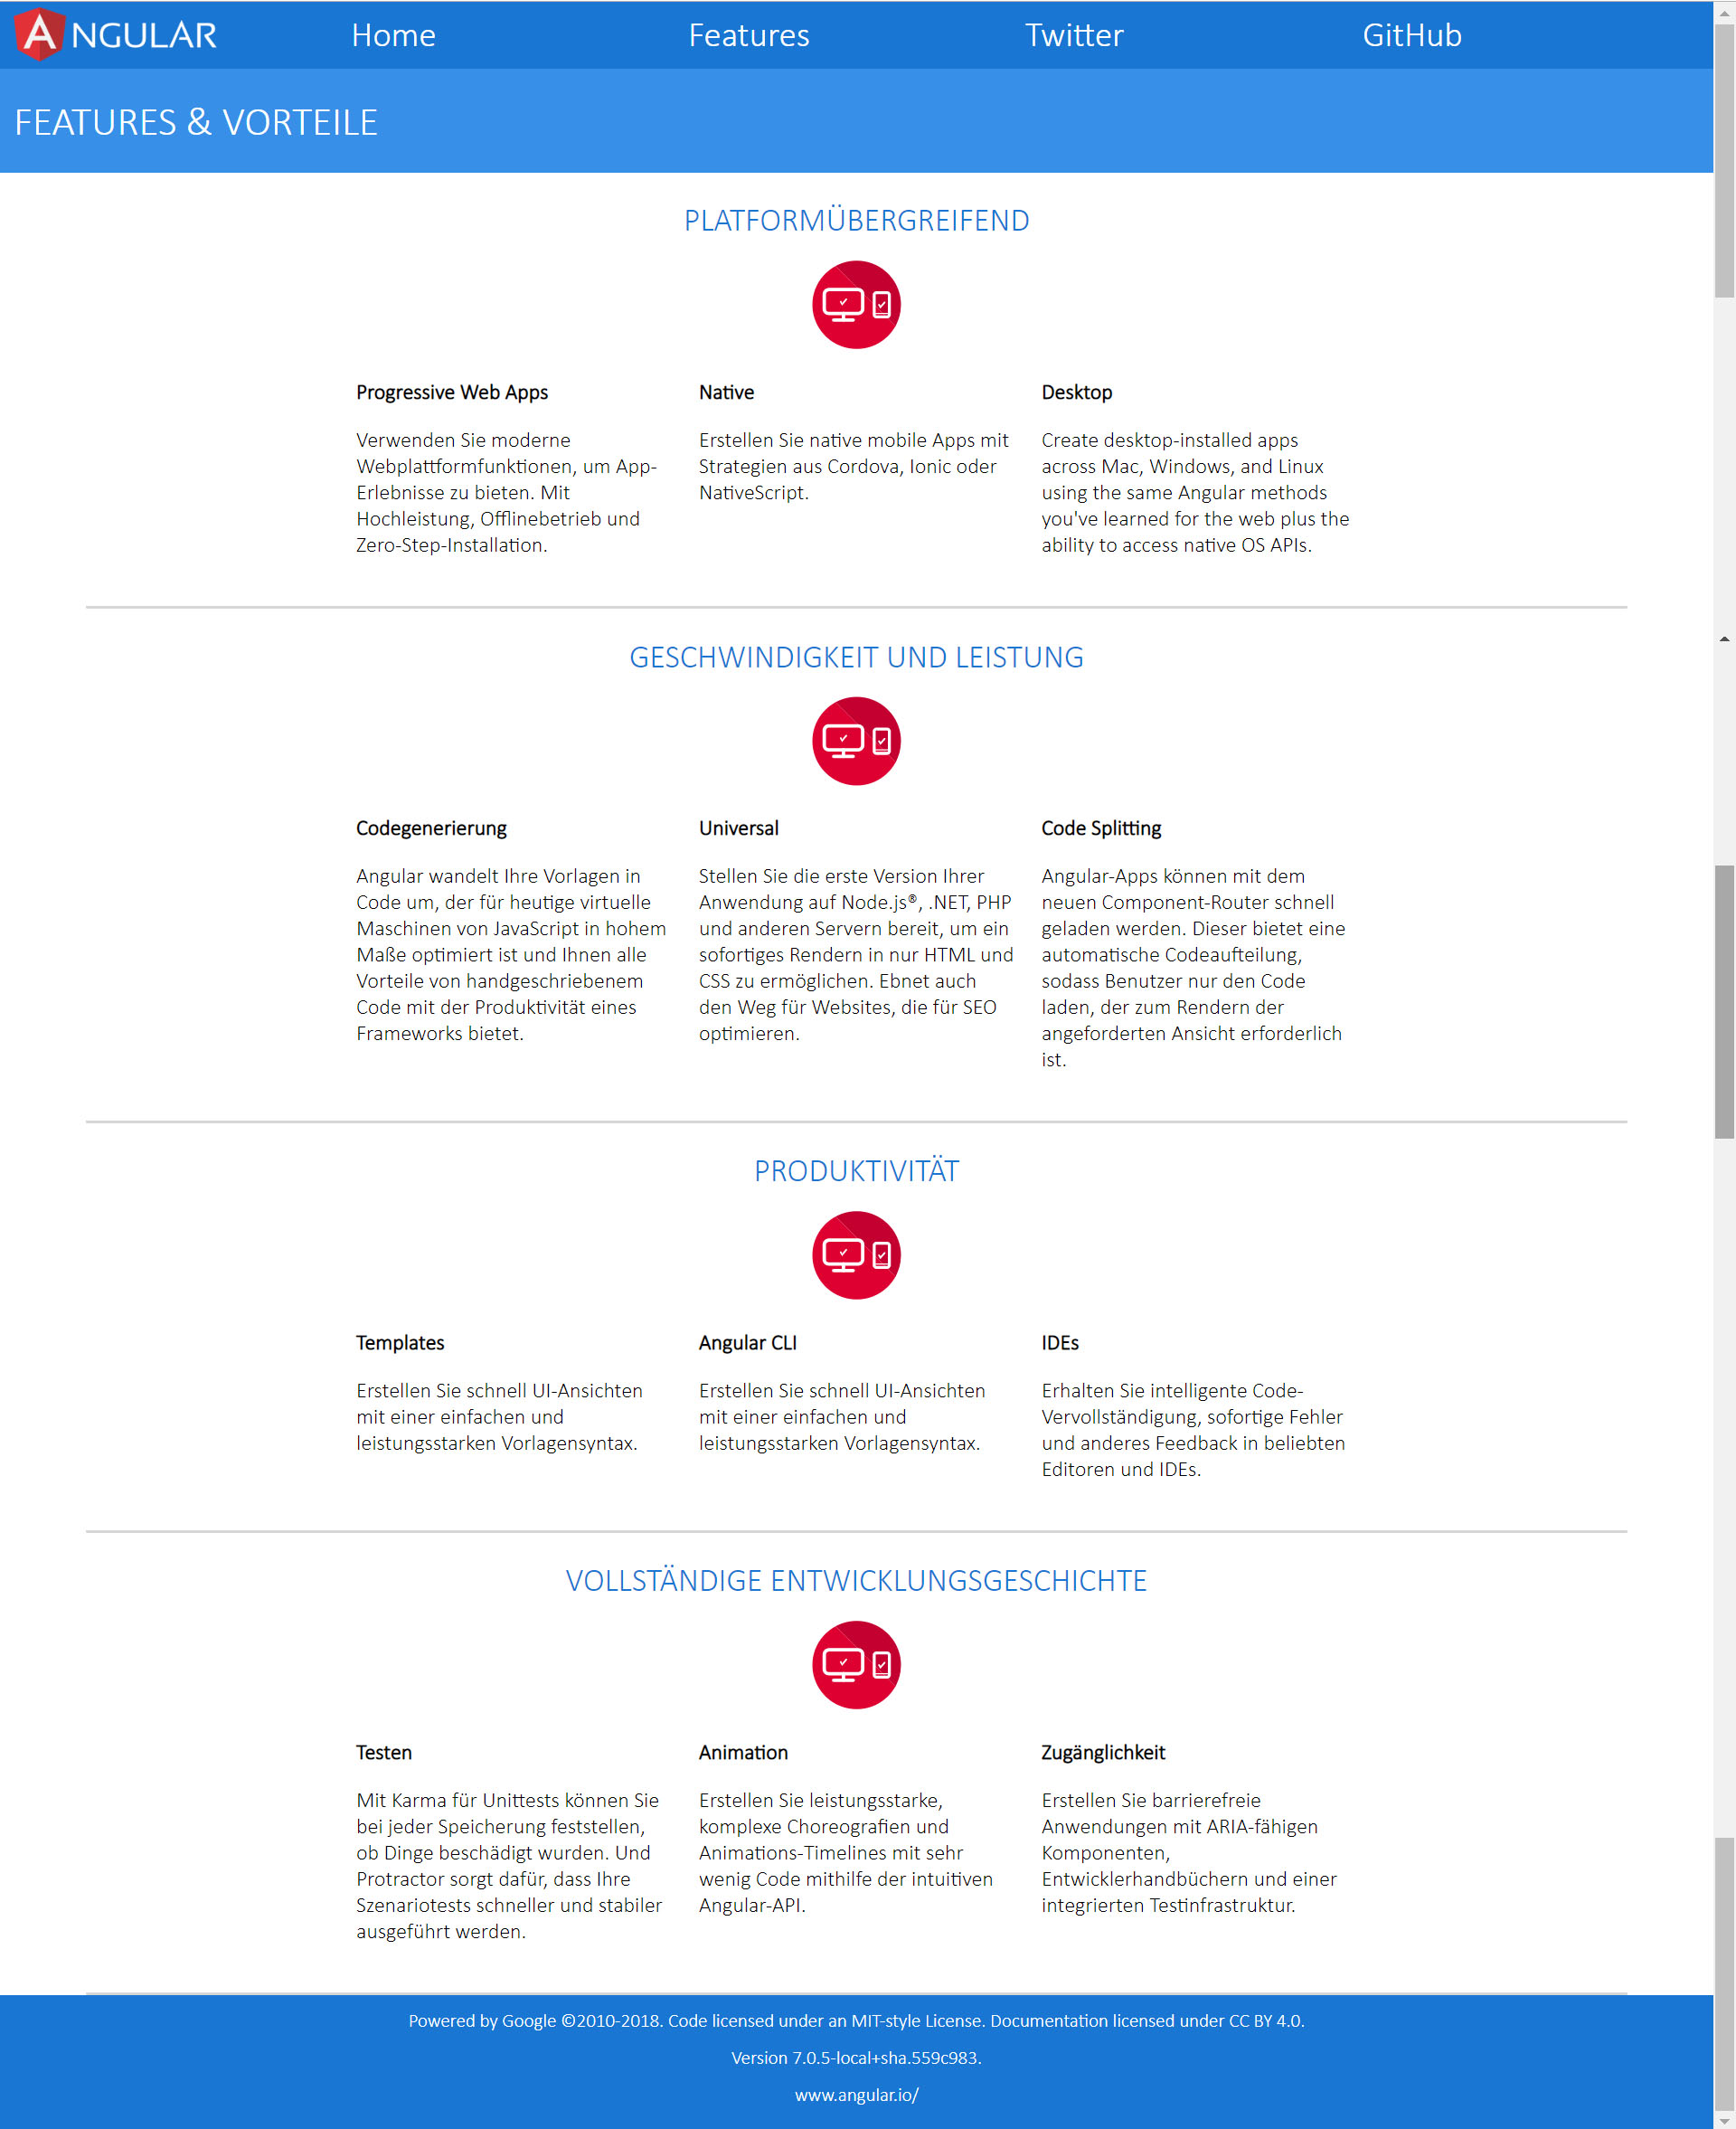 ANGULAR Home Features Twitter GitHub
FEATURES & VORTEILE
PLATFORMÜBERGREIFEND
Progressive Web Apps
Verwenden Sie moderne
Webplattformfunktionen, um App-
Erlebnisse zu bieten. Mit
Hochleistung, Offlinebetrieb und
Zero-Step-Installation.
Native
Erstellen Sie native mobile Apps mit
Strategien aus Cordova, Ionic oder
NativeScript.
Desktop
Create desktop-installed apps
across Mac, Windows, and Linux
using the same Angular methods
you've learned for the web plus the
ability to access native OS APIs.
GESCHWINDIGKEIT UND LEISTUNG
Codegenerierung
Angular wandelt Ihre Vorlagen in
Code um, der für heutige virtuelle
Maschinen von JavaScript in hohem
Maße optimiert ist und Ihnen alle
Vorteile von handgeschriebenem
Code mit der Produktivität eines
Frameworks bietet.
Universal
Stellen Sie die erste Version Ihrer
Anwendung auf Node.js®, .NET, PHP
und anderen Servern bereit, um ein
sofortiges Rendern in nur HTML und
CSS zu ermöglichen. Ebnet auch
den Weg für Websites, die für SEO
optimieren.
Code Splitting
Angular-Apps können mit dem
neuen Component-Router schnell
geladen werden. Dieser bietet eine
automatische Codeaufteilung,
sodass Benutzer nur den Code
laden, der zum Rendern der
angeforderten Ansicht erforderlich
ist.
PRODUKTIVITÄT
Templates
Erstellen Sie schnell UI-Ansichten
mit einer einfachen und
leistungsstarken Vorlagensyntax.
Angular CLI
Erstellen Sie schnell UI-Ansichten
mit einer einfachen und
leistungsstarken Vorlagensyntax.
IDEs
Erhalten Sie intelligente Code-
Vervollständigung, sofortige Fehler
und anderes Feedback in beliebten
Editoren und IDEs.
VOLLSTÄNDIGE ENTWICKLUNGSGESCHICHTE
Testen
Mit Karma für Unittests können Sie
bei jeder Speicherung feststellen,
ob Dinge beschädigt wurden. Und
Protractor sorgt dafür, dass Ihre
Szenariotests schneller und stabiler
ausgeführt werden.
Animation
Erstellen Sie leistungsstarke,
komplexe Choreografien und
Animations-Timelines mit sehr
wenig Code mithilfe der intuitiven
Angular-API.
Zugänglichkeit
Erstellen Sie barrierefreie
Anwendungen mit ARIA-fähigen
Komponenten,
Entwicklerhandbüchern und einer
integrierten Testinfrastruktur.
Powered by Google ©2010-2018. Code licensed under an MIT-style License. Documentation licensed under CC BY 4.0.
Version 7.0.5-local+sha.559c983.
www.angular.io/